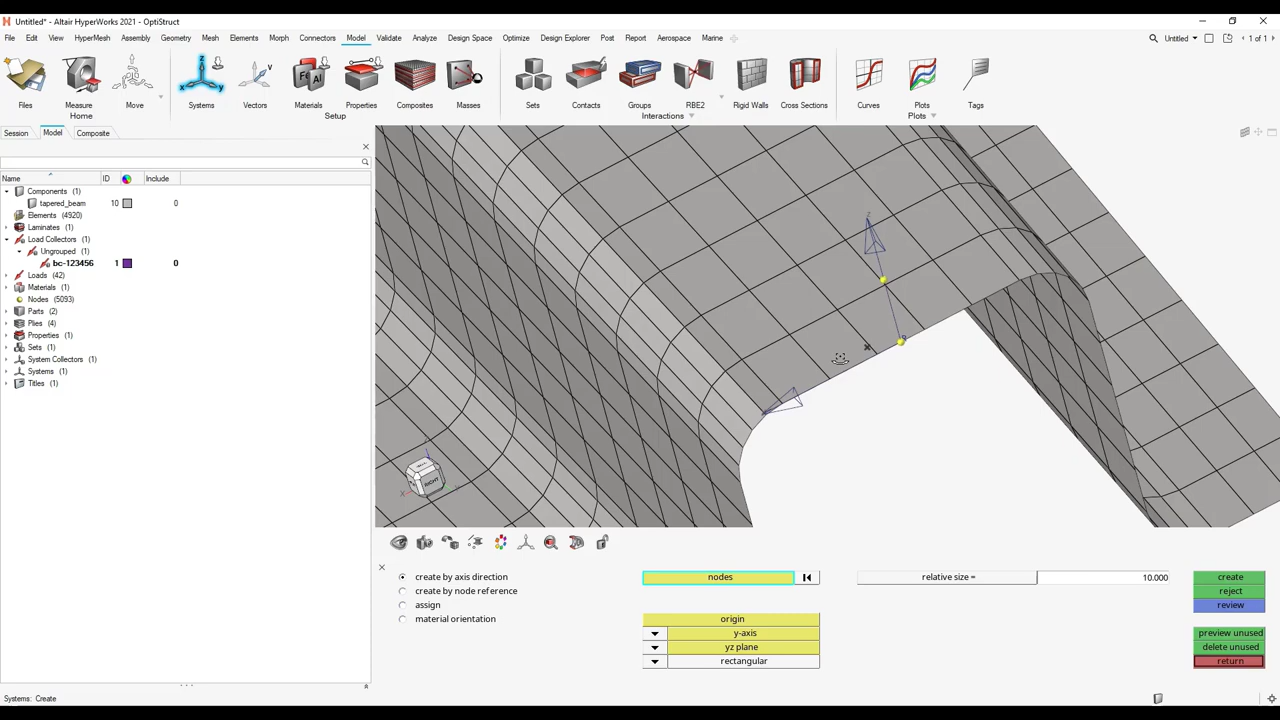 Untitled* - Altair HyperWorks 2021 - OptiStruct
File Edit View HyperMesh Assembly Geometry Mesh Elements Morph Connectors Model Validate Analyze Design Space Optimize Design Explorer Post Report Aerospace Marine Untitled 1 of 1
Files Measure Move Systems Vectors Materials Properties Composites Masses Sets Contacts Groups RBE2 Rigid Walls Cross Sections Curves Plots Tags
Home Setup Interactions Plots
Session Model Composite
Name ID Include
Components (1)
tapered_beam 10 0
Elements (4920)
Laminates (1)
Load Collectors (1)
Ungrouped (1)
bc-123456 1 0
Loads (42)
Materials (1)
Nodes (5093)
Parts (2)
Plies (4)
Properties (1)
Sets (1)
System Collectors (1)
Systems (1)
Titles (1)
Z
RIGHT
X
create by axis direction nodes relative size = 10.000 create
create by node reference reject
assign review
material orientation origin
y-axis preview unused
yz plane delete unused
rectangular return
Systems: Create